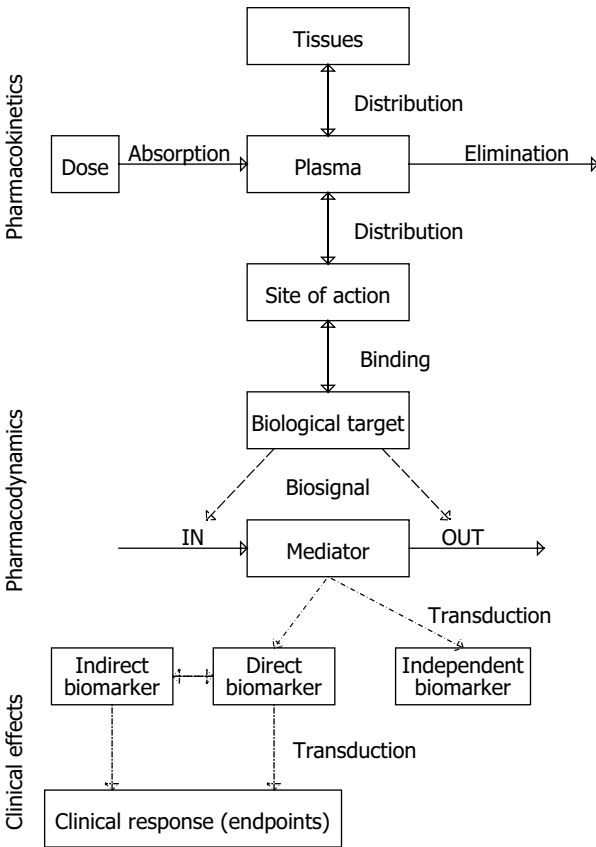 Tissues
Distribution
Pharmacokinetics
Dose
Absorption
Plasma
Elimination
Distribution
Site of action
Binding
Biological target
Pharmacodynamics
Biosignal
IN
Mediator
OUT
Transduction
Indirect
biomarker
Direct
biomarker
Independent
biomarker
Clinical effects
Transduction
Clinical response (endpoints)